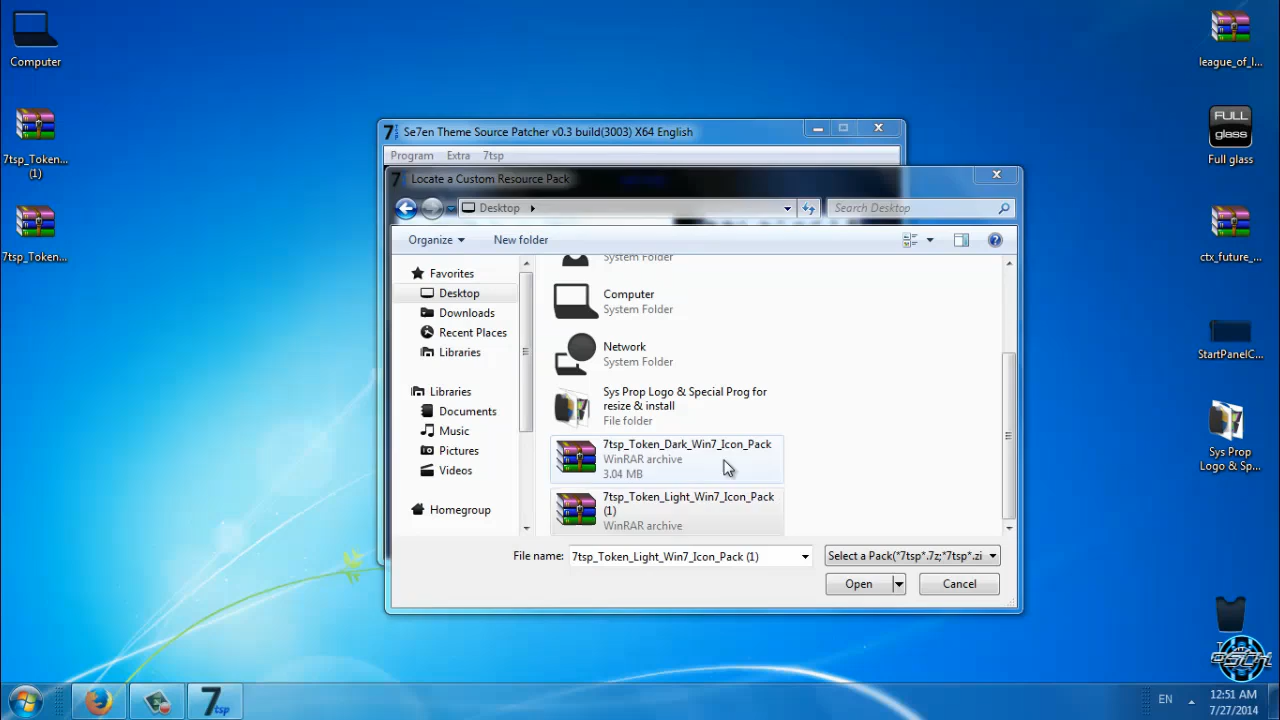 Computer
7tsp_Token...
(1)
7tsp_Token...
league_of_l...
FULL
glass
Full glass
ctx_future_...
StartPanelC...
Sys Prop
Logo & Sp...
Se7en Theme Source Patcher v0.3 build(3003) X64 English
Program Extra 7tsp
Locate a Custom Resource Pack
Desktop
Search Desktop
Organize
New folder
Favorites
Desktop
Downloads
Recent Places
Libraries
Libraries
Documents
Music
Pictures
Videos
Homegroup
System Folder
Computer
System Folder
Network
System Folder
Sys Prop Logo & Special Prog for
resize & install
File folder
7tsp_Token_Dark_Win7_Icon_Pack
WinRAR archive
3.04 MB
7tsp_Token_Light_Win7_Icon_Pack
(1)
WinRAR archive
File name: 7tsp_Token_Light_Win7_Icon_Pack (1)
Select a Pack(*7tsp*.7z;*7tsp*.zi
Open
Cancel
7
tsp
EN
12:51 AM
7/27/2014